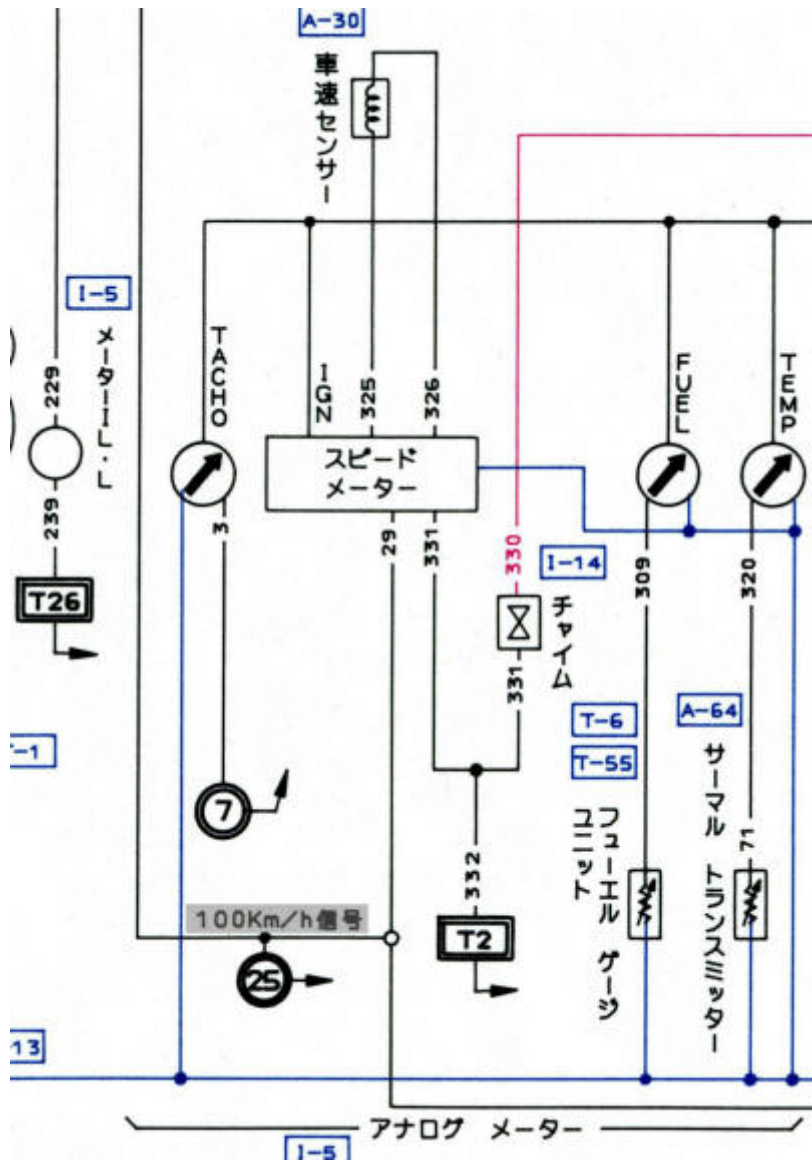 A-30
車速センサー
I-5
メーターIL.L
TACHO
IGN
325
326
FUEL
TEMP
229
239
T26
スピード
メーター
3
29
331
330
I-14
チャイム
331
309
320
T-6
T-55
A-64
フューエル ゲージ
ユニット
サーマル トランスミッター
71
7
332
T2
100Km/h信号
25
-1
13
アナログ メーター
I-5